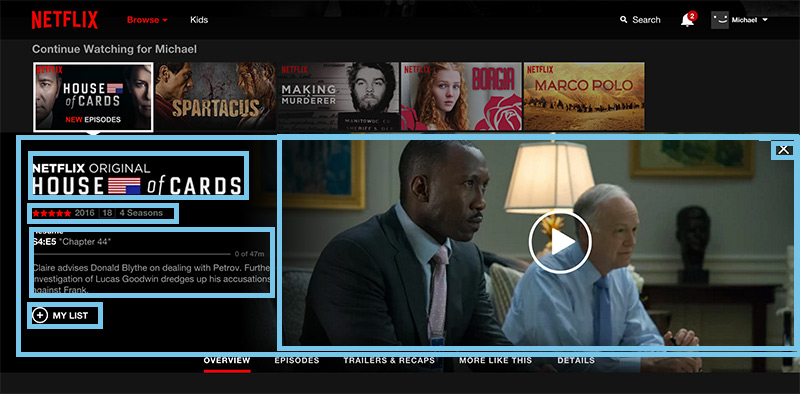 NETFLIX Browse Kids Search 2 Michael
Continue Watching for Michael
NETFLIX
HOUSE
of CARDS
NEW EPISODES
SPARTACUS
NETFLIX
MAKING
MURDERER
NETFLIX
BORGIA
NETFLIX
MARCO POLO
NETFLIX ORIGINAL
HOUSE of CARDS
2016 18 4 Seasons
Resume
S4:E5 "Chapter 44"
0 of 47m
Claire advises Donald Blythe on dealing with Petrov. Furthe
investigation of Lucas Goodwin dredges up his accusations
against Frank.
MY LIST
OVERVIEW EPISODES TRAILERS & RECAPS MORE LIKE THIS DETAILS